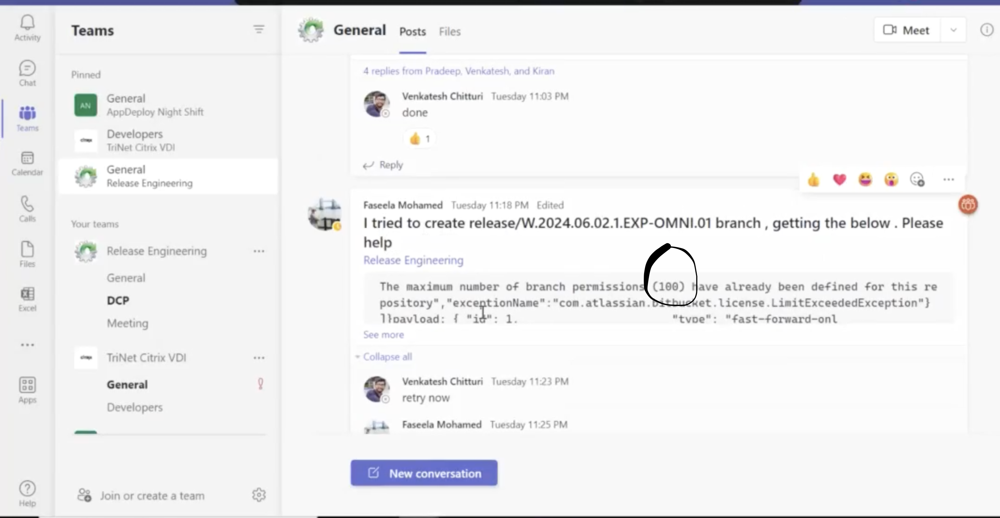 Activity
Chat
Teams
Calendar
Calls
Files
Excel
Apps
Help
Teams
Pinned
AN
General
AppDeploy Night Shift
citrix
Developers
TriNet Citrix VDI
General
Release Engineering
Your teams
Release Engineering
General
DCP
Meeting
citrix
TriNet Citrix VDI
General
Developers
Join or create a team
General Posts Files
Meet
4 replies from Pradeep, Venkatesh, and Kiran
Venkatesh Chitturi Tuesday 11:03 PM
done
1
Reply
Faseela Mohamed Tuesday 11:18 PM Edited
I tried to create release/W.2024.06.02.1.EXP-OMNI.01 branch , getting the below . Please
help
Release Engineering
The maximum number of branch permissions (100) have already been defined for this re
pository","exceptionName":"com.atlassian.bitbucket.license.LimitExceededException"}
]}payload: { "id": 1, "type": "fast-forward-onl
See more
Collapse all
Venkatesh Chitturi Tuesday 11:23 PM
retry now
Faseela Mohamed Tuesday 11:25 PM
New conversation